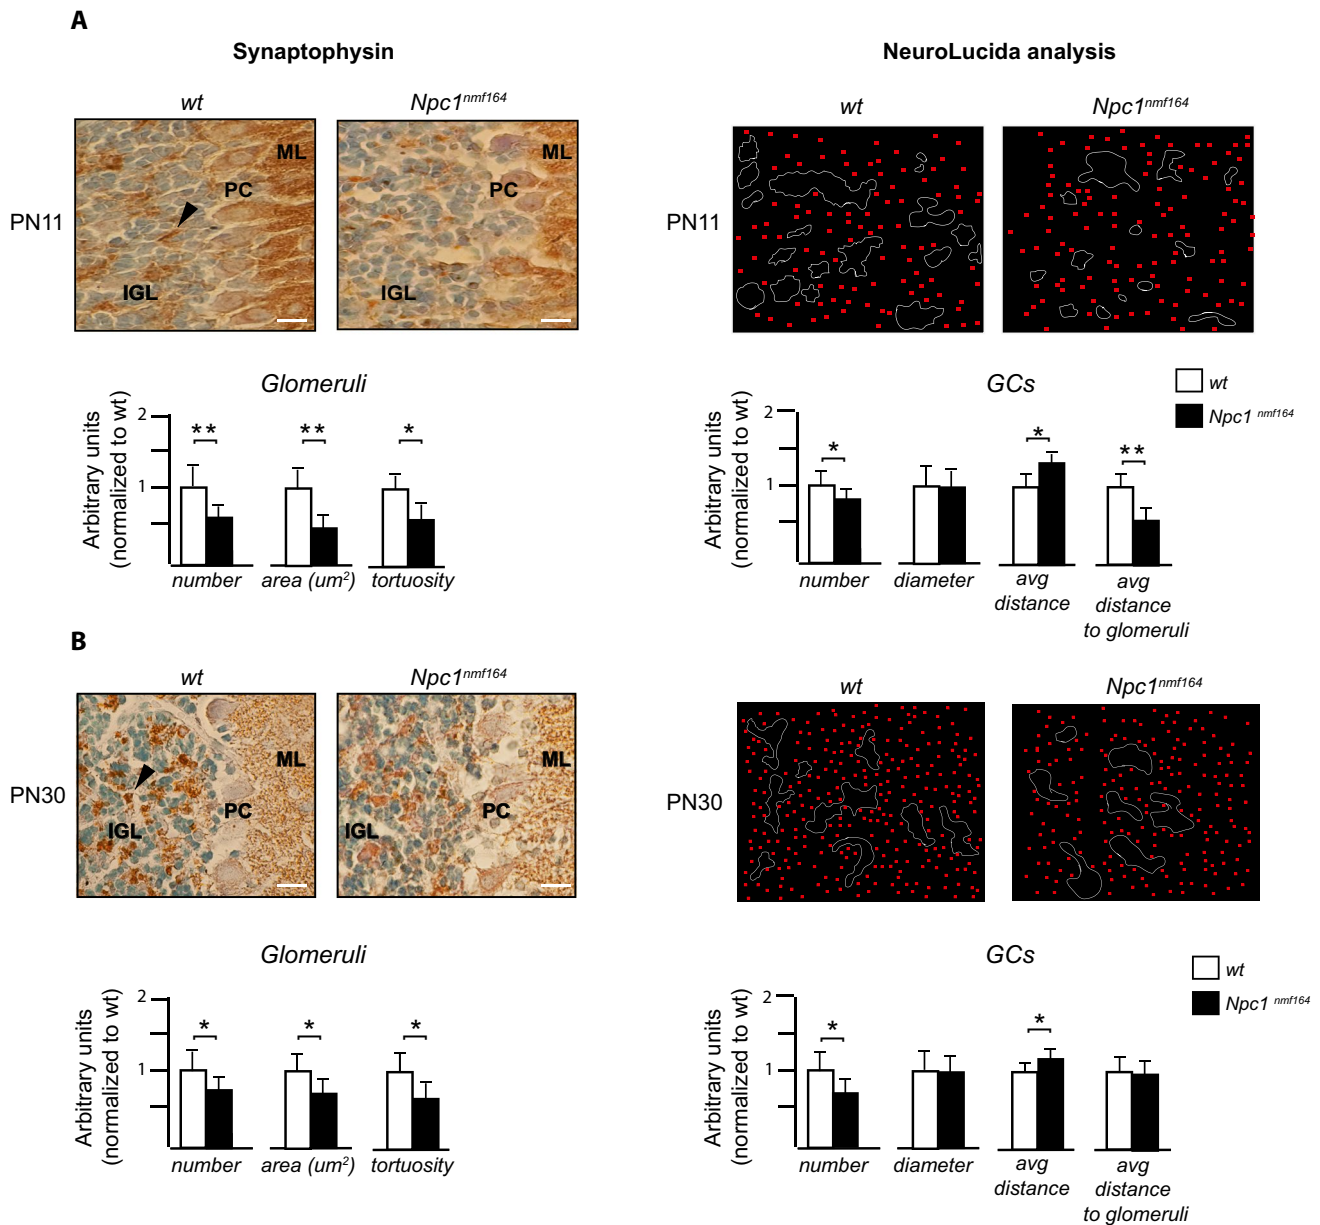 A
Synaptophysin
NeuroLucida analysis
wt
Npc1nmf164
wt
Npc1nmf164
PN11
ML
PC
IGL
ML
PC
IGL
PN11
Glomeruli
Arbitrary units
(normalized to wt)
2
1
**
**
*
number
area (um²)
tortuosity
GCs
wt
Npc1 nmf164
Arbitrary units
(normalized to wt)
2
1
*
*
**
number
diameter
avg
distance
avg
distance
to glomeruli
B
wt
Npc1nmf164
wt
Npc1nmf164
PN30
ML
PC
IGL
ML
PC
IGL
PN30
Glomeruli
Arbitrary units
(normalized to wt)
2
1
*
*
*
number
area (um²)
tortuosity
GCs
wt
Npc1 nmf164
Arbitrary units
(normalized to wt)
2
1
*
*
number
diameter
avg
distance
avg
distance
to glomeruli